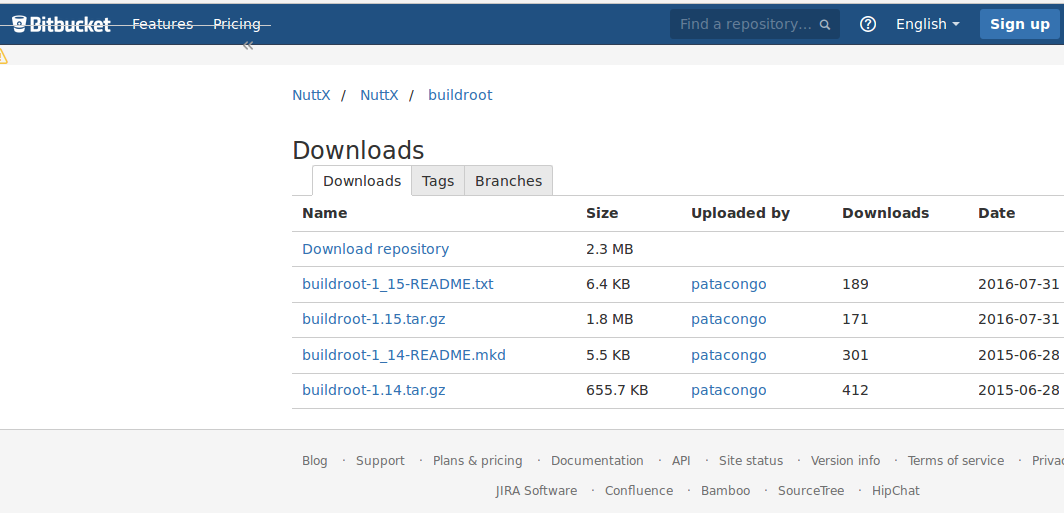 Bitbucket Features Pricing Find a repository... English Sign up
NuttX / NuttX / buildroot
Downloads
Downloads Tags Branches
Name Size Uploaded by Downloads Date
Download repository 2.3 MB
buildroot-1_15-README.txt 6.4 KB patacongo 189 2016-07-31
buildroot-1.15.tar.gz 1.8 MB patacongo 171 2016-07-31
buildroot-1_14-README.mkd 5.5 KB patacongo 301 2015-06-28
buildroot-1.14.tar.gz 655.7 KB patacongo 412 2015-06-28
Blog · Support · Plans & pricing · Documentation · API · Site status · Version info · Terms of service · Priva
JIRA Software · Confluence · Bamboo · SourceTree · HipChat